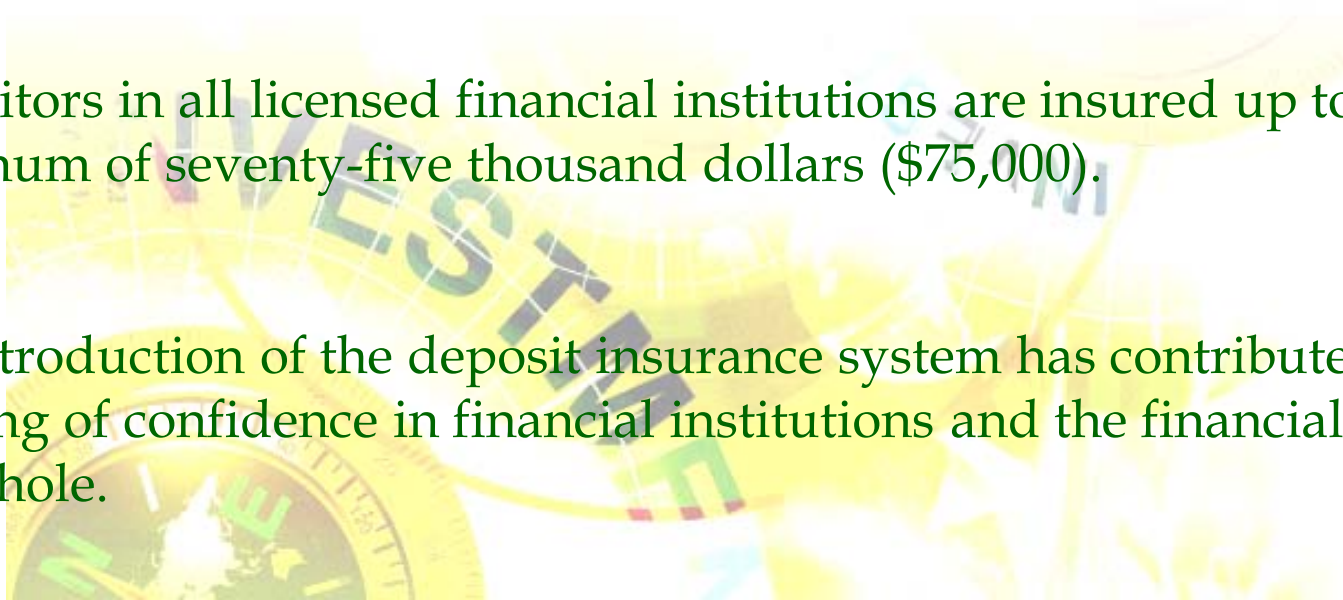 itors in all licensed financial institutions are insured up to
num of seventy-five thousand dollars ($75,000).
troduction of the deposit insurance system has contribute
ng of confidence in financial institutions and the financial
hole.
INVESTME
N
E